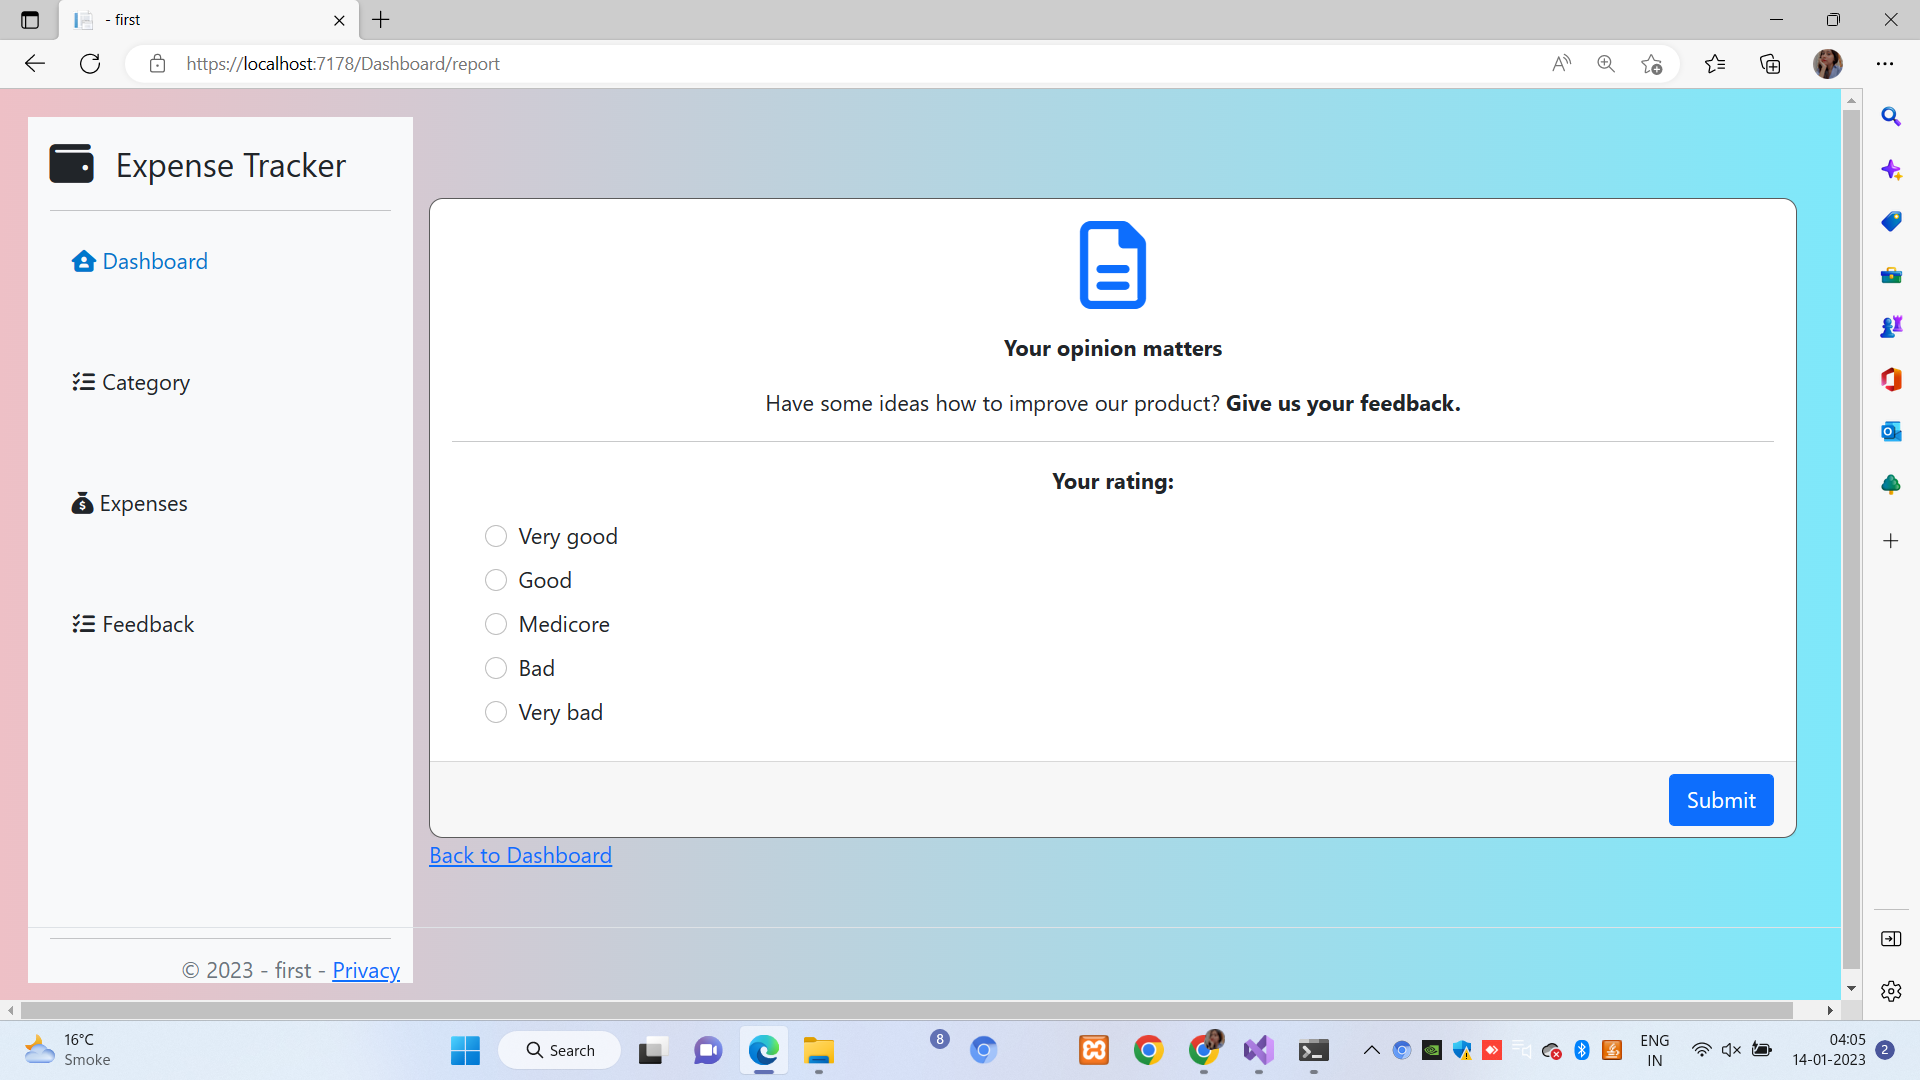 - first
https://localhost:7178/Dashboard/report
Expense Tracker
Dashboard
Category
Expenses
Feedback
Your opinion matters
Have some ideas how to improve our product? Give us your feedback.
Your rating:
Very good
Good
Medicore
Bad
Very bad
Submit
Back to Dashboard
© 2023 - first - Privacy
16°C
Smoke
Search
8
ENG
IN
04:05
14-01-2023
2